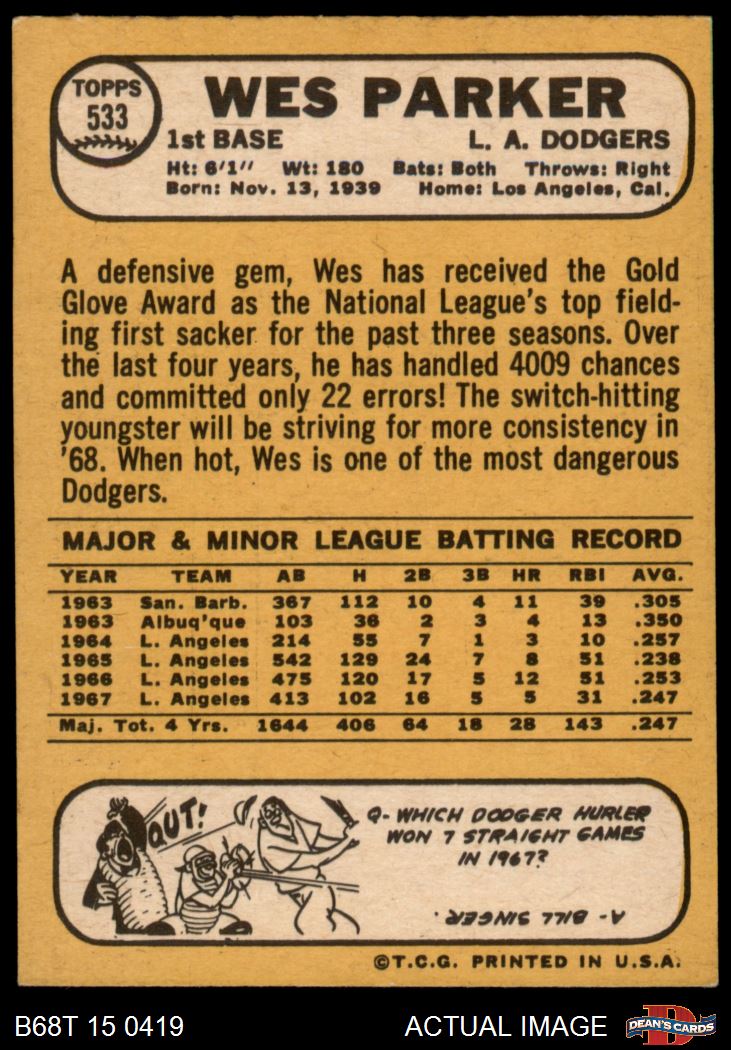 TOPPS
533
WES PARKER
1st BASE L. A. DODGERS
Ht: 6'1" Wt: 180 Bats: Both Throws: Right
Born: Nov. 13, 1939 Home: Los Angeles, Cal.
A defensive gem, Wes has received the Gold
Glove Award as the National League's top field-
ing first sacker for the past three seasons. Over
the last four years, he has handled 4009 chances
and committed only 22 errors! The switch-hitting
youngster will be striving for more consistency in
'68. When hot, Wes is one of the most dangerous
Dodgers.
MAJOR & MINOR LEAGUE BATTING RECORD
YEAR TEAM AB H 2B 3B HR RBI AVG.
1963 San. Barb. 367 112 10 4 11 39 .305
1963 Albuq'que 103 36 2 3 4 13 .350
1964 L. Angeles 214 55 7 1 3 10 .257
1965 L. Angeles 542 129 24 7 8 51 .238
1966 L. Angeles 475 120 17 5 12 51 .253
1967 L. Angeles 413 102 16 5 5 31 .247
Maj. Tot. 4 Yrs. 1644 406 64 18 28 143 .247
OUT!
Q- WHICH DODGER HURLER
WON 7 STRAIGHT GAMES
IN 1967?
A- BILL SINGER.
©T.C.G. PRINTED IN U.S.A.
B68T 15 0419 ACTUAL IMAGE
D
DEAN'S CARDS